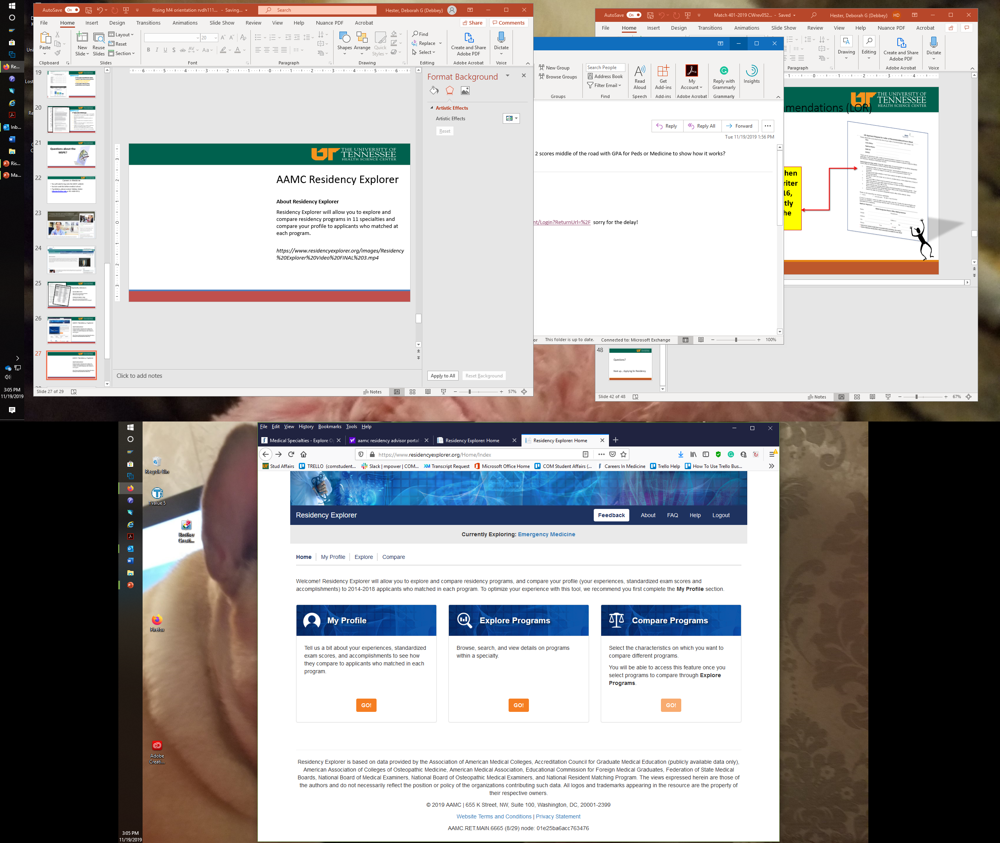 AutoSave On Rising M4 orientation rvdh111... - Saving... Search Hester, Deborah G (Debbey)
File Home Insert Design Transitions Animations Slide Show Review View Help Nuance PDF Acrobat Share Comments
Paste New Slide Reuse Slides Layout Reset Section 20 Shapes Arrange Quick Styles Find Replace Select Create and Share Adobe PDF Dictate
Clipboard Slides Font Paragraph Drawing Editing Adobe Acrobat Voice
19
20
21
Questions about the MSPE?
22
Careers in Medicine
23
24
25
26
27
Format Background
Artistic Effects
Artistic Effects
Reset
THE UNIVERSITY OF
TENNESSEE
HEALTH SCIENCE CENTER
AAMC Residency Explorer
About Residency Explorer
Residency Explorer will allow you to explore and
compare residency programs in 11 specialties and
compare your profile to applicants who matched at
each program.
https://www.residencyexplorer.org/images/Residency
%20Explorer%20Video%20FINAL%203.mp4
Click to add notes
Apply to All Reset Background
Slide 27 of 29 Notes 57%
New Group
Browse Groups
Groups
Search People
Address Book
Filter Email
Find
Read Aloud
Speech
Get Add-ins
Add-ins
My Account
Adobe Acrobat
Reply with Grammarly
Grammarly
Insights
Reply Reply All Forward
Tue 11/19/2019 1:56 PM
2 scores middle of the road with GPA for Peds or Medicine to show how it works?
nt/Login?ReturnUrl=%2F sorry for the delay!
This folder is up to date. Connected to: Microsoft Exchange 100%
AutoSave On Match 401-2019 CWrev052... - Saved Hester, Deborah G (Debbey) HD
File Home Insert Design Transitions Animations Slide Show Review View Help Nuance PDF Acrobat
Drawing Editing Create and Share Adobe PDF Dictate
Paragraph Adobe Acrobat Voice
THE UNIVERSITY OF
TENNESSEE
HEALTH SCIENCE CENTER
mendations (LOR)
hen
riter
16,
tly
he
48
Questions?
Next up... Applying for Residency
Slide 42 of 48 Notes 67%
Re...
Inb...
Ris...
Ma...
3:05 PM
11/19/2019
Recycle Bin
TValue 5
Brother Creati...
Firefox
Adobe Creati...
3:05 PM
11/19/2019
File Edit View History Bookmarks Tools Help
Medical Specialties - Explore Op aamc residency advisor portal - Residency Explorer: Home Residency Explorer: Home
https://www.residencyexplorer.org/Home/Index
Stud Affairs TRELLO (comstudent... Slack | mpower | COM... Transcript Request Microsoft Office Home COM Student Affairs (... Careers In Medicine Trello Help How To Use Trello Bus...
Residency Explorer Feedback About FAQ Help Logout
Currently Exploring: Emergency Medicine
Home My Profile Explore Compare
Welcome! Residency Explorer will allow you to explore and compare residency programs, and compare your profile (your experiences, standardized exam scores and
accomplishments) to 2014-2018 applicants who matched in each program. To optimize your experience with this tool, we recommend you first complete the My Profile section.
My Profile
Tell us a bit about your experiences, standardized
exam scores, and accomplishments to see how
they compare to applicants who matched in each
program.
GO!
Explore Programs
Browse, search, and view details on programs
within a specialty.
GO!
Compare Programs
Select the characteristics on which you want to
compare different programs.
You will be able to access this feature once you
select programs to compare through Explore
Programs.
GO!
Residency Explorer is based on data provided by the Association of American Medical Colleges, Accreditation Council for Graduate Medical Education (publicly available data only),
American Association of Colleges of Osteopathic Medicine, American Medical Association, Educational Commission for Foreign Medical Graduates, Federation of State Medical
Boards, National Board of Medical Examiners, National Board of Osteopathic Medical Examiners, and National Resident Matching Program. The views expressed herein are those of
the authors and do not necessarily reflect the position or policy of the organizations contributing such data. All logos and trademarks appearing in the resource are the property of
their respective owners.
© 2019 AAMC | 655 K Street, NW, Suite 100, Washington, DC, 20001-2399
Website Terms and Conditions | Privacy Statement
AAMC.RET.MAIN.6665 (8/29) node: 01e25ba6acc763476